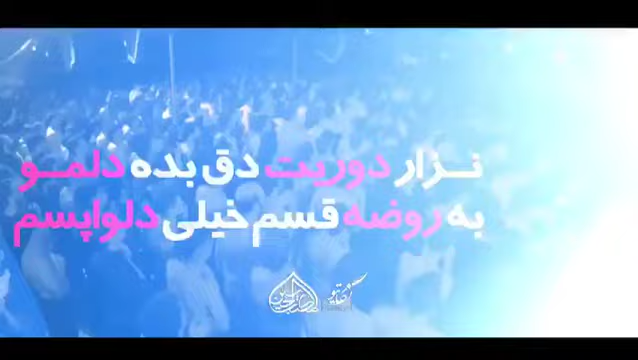 نزار دوریت دق بده دلمو
به روضه قسم خیلی دلواپسم